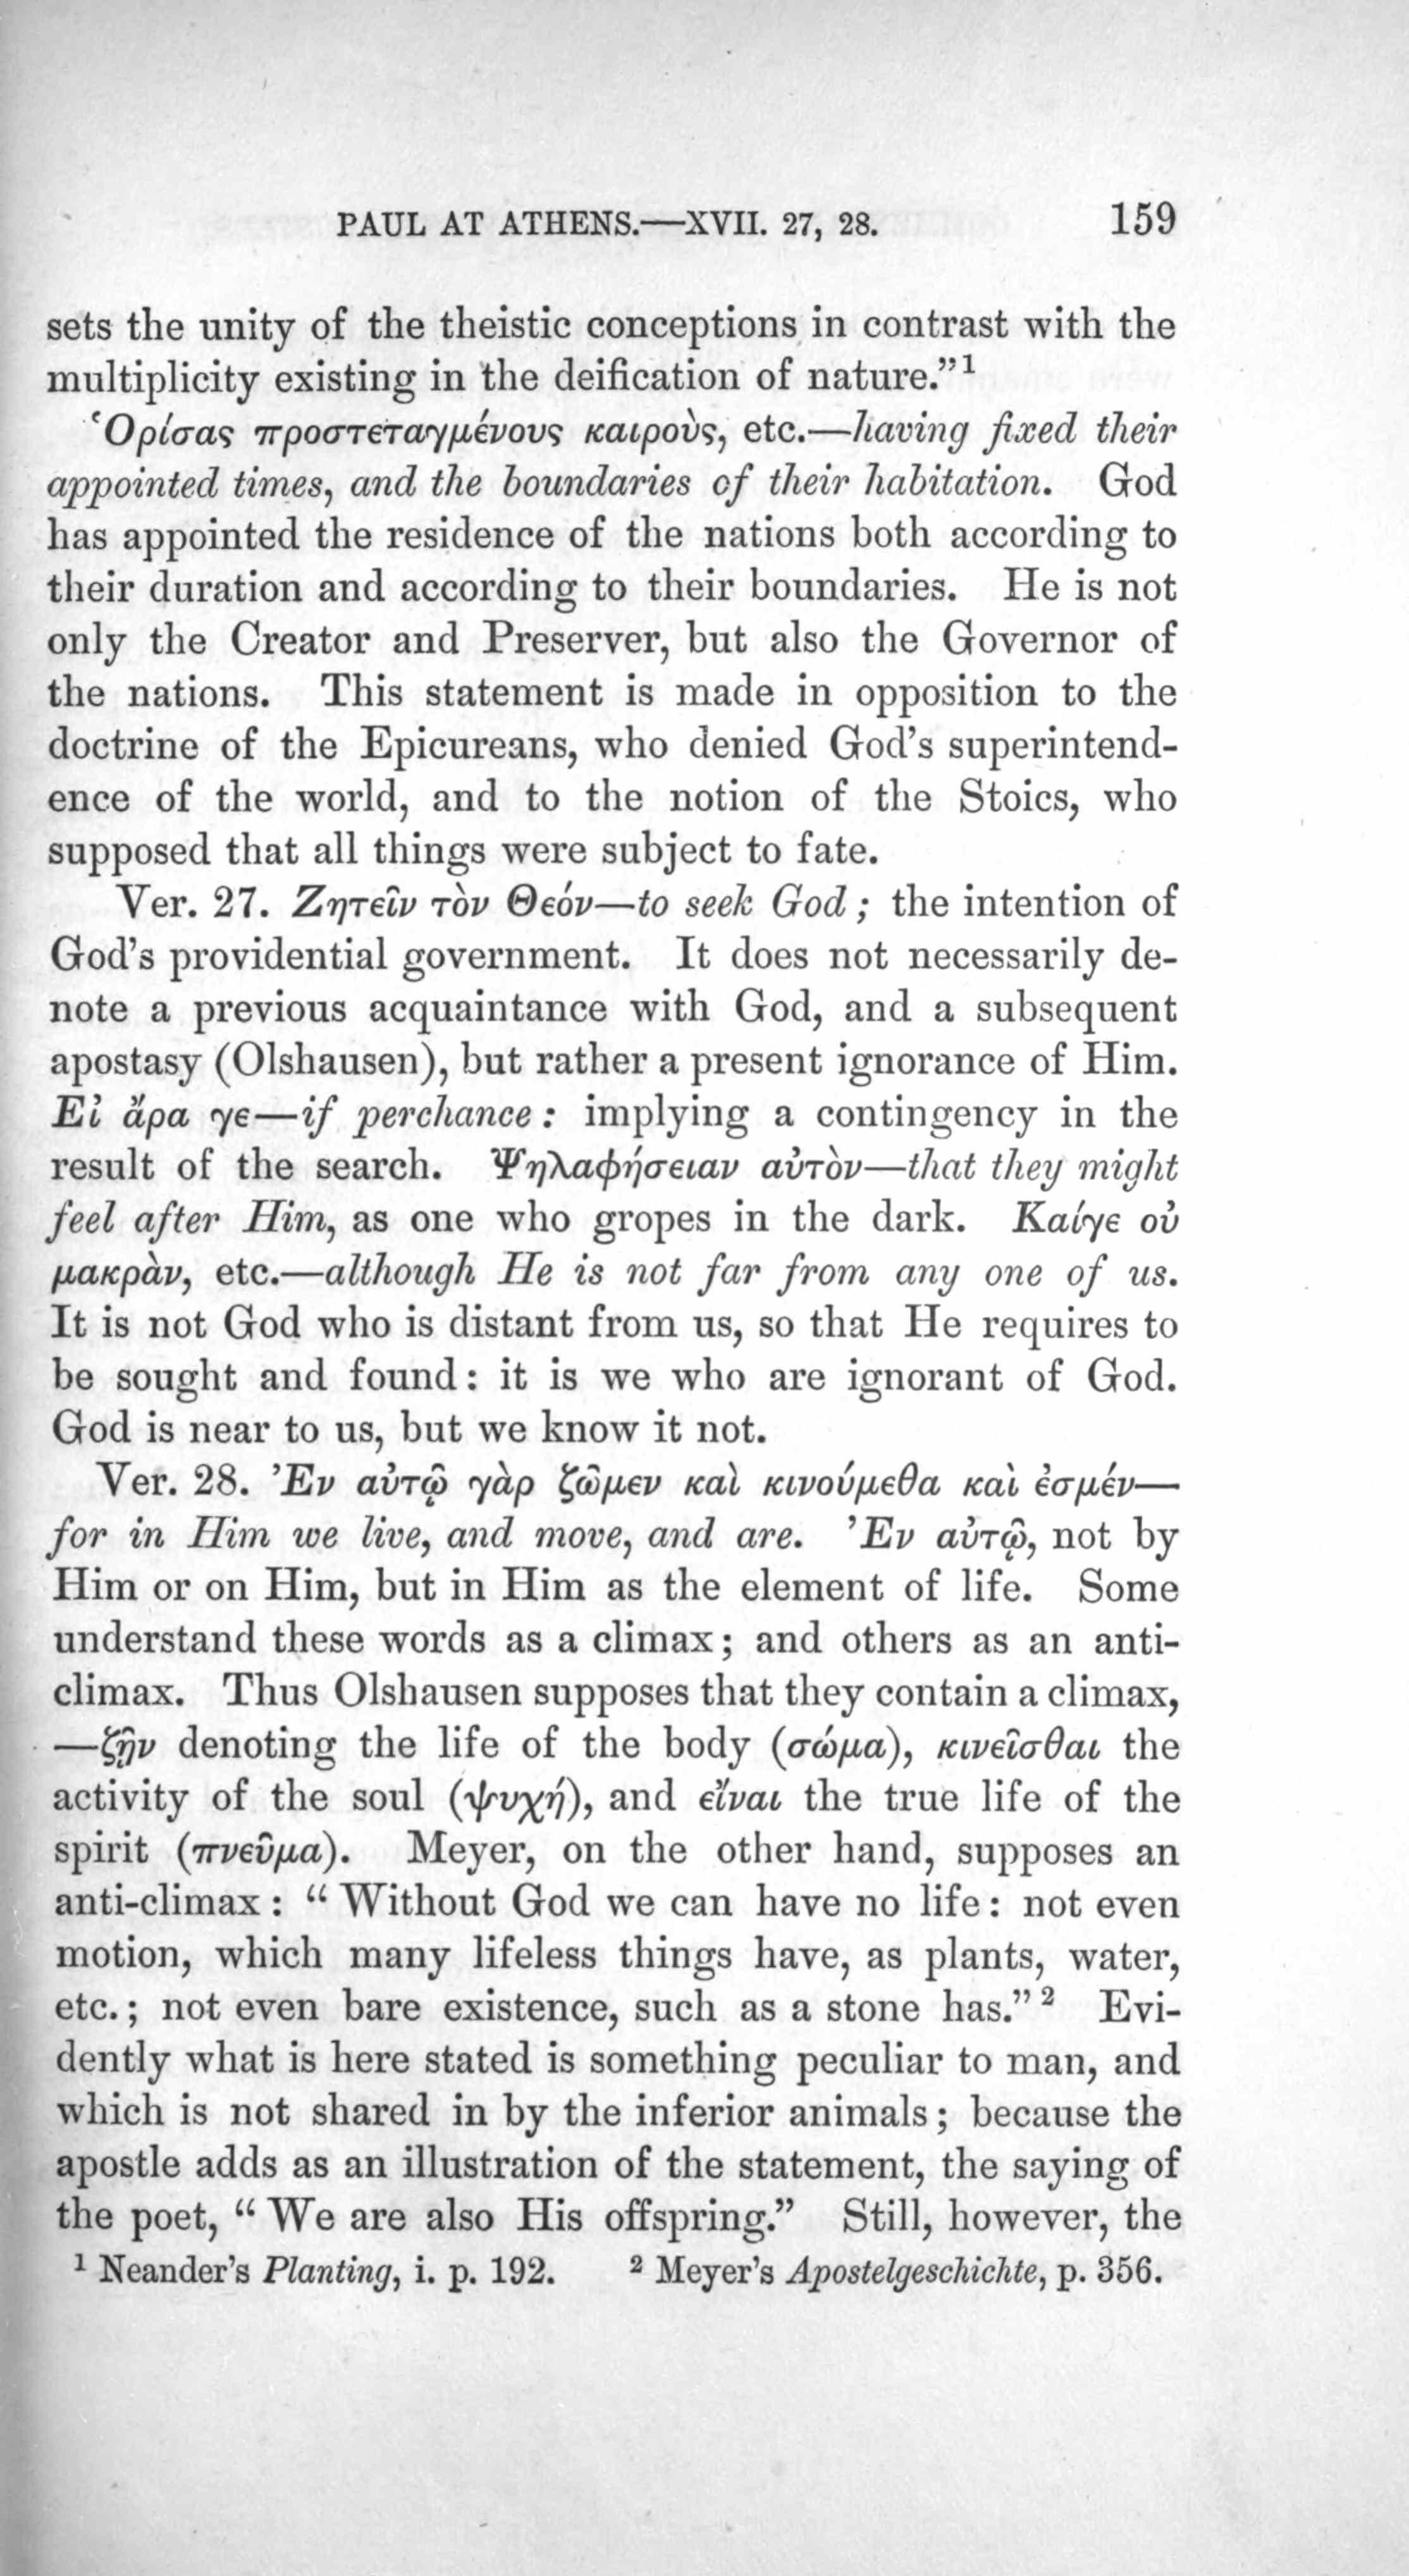 PAUL AT ATHENS.—XVII. 27, 28. 159
sets the unity of the theistic conceptions in contrast with the
multiplicity existing in the deification of nature.”¹
Ὁρίσας προστεταγμένους καιροὺς, etc.—having fixed their
appointed times, and the boundaries of their habitation. God
has appointed the residence of the nations both according to
their duration and according to their boundaries. He is not
only the Creator and Preserver, but also the Governor of
the nations. This statement is made in opposition to the
doctrine of the Epicureans, who denied God's superintend-
ence of the world, and to the notion of the Stoics, who
supposed that all things were subject to fate.
Ver. 27. Ζητεῖν τὸν Θεόν—to seek God; the intention of
God's providential government. It does not necessarily de-
note a previous acquaintance with God, and a subsequent
apostasy (Olshausen), but rather a present ignorance of Him.
Εἰ ἄρα γε—if perchance: implying a contingency in the
result of the search. Ψηλαφήσειαν αὐτὸν—that they might
feel after Him, as one who gropes in the dark. Καίγε οὐ
μακρὰν, etc.—although He is not far from any one of us.
It is not God who is distant from us, so that He requires to
be sought and found: it is we who are ignorant of God.
God is near to us, but we know it not.
Ver. 28. Ἐν αὐτῷ γὰρ ζῶμεν καὶ κινούμεθα καὶ ἐσμέν—
for in Him we live, and move, and are. Ἐν αὐτῷ, not by
Him or on Him, but in Him as the element of life. Some
understand these words as a climax; and others as an anti-
climax. Thus Olshausen supposes that they contain a climax,
—ζῇν denoting the life of the body (σώμα), κινεῖσθαι the
activity of the soul (ψυχή), and εἴναι the true life of the
spirit (πνεῦμα). Meyer, on the other hand, supposes an
anti-climax: “Without God we can have no life: not even
motion, which many lifeless things have, as plants, water,
etc.; not even bare existence, such as a stone has.”² Evi-
dently what is here stated is something peculiar to man, and
which is not shared in by the inferior animals; because the
apostle adds as an illustration of the statement, the saying of
the poet, “We are also His offspring.” Still, however, the
¹ Neander's Planting, i. p. 192. ² Meyer's Apostelgeschichte, p. 356.